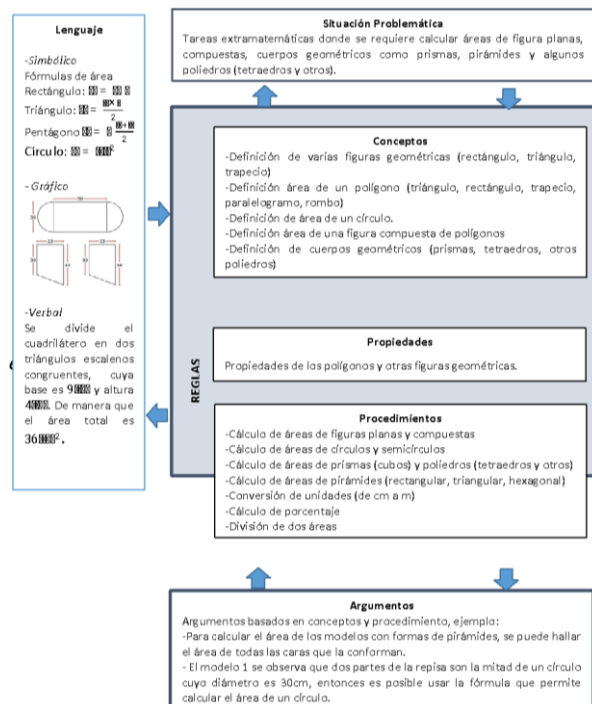 Lenguaje
-Simbólico
Fórmulas de área
Rectángulo: =
Triángulo: = × / 2
Pentágono = + / 2
Círculo: = ²
- Gráfico
-Verbal
Se divide el
cuadrilátero en dos
triángulos escalenos
congruentes, cuya
base es 9 y altura
4. De manera que
el área total es
36².
Situación Problemática
Tareas extramatemáticas donde se requiere calcular áreas de figura planas,
compuestas, cuerpos geométricos como prismas, pirámides y algunos
poliedros (tetraedros y otros).
REGLAS
Conceptos
-Definición de varias figuras geométricas (rectángulo, triángulo,
trapecio)
-Definición área de un polígono (triángulo, rectángulo, trapecio,
paralelogramo, rombo)
-Definición de área de un círculo.
-Definición área de una figura compuesta de polígonos
-Definición de cuerpos geométricos (prismas, tetraedros, otros
poliedros)
Propiedades
Propiedades de los polígonos y otras figuras geométricas.
Procedimientos
-Cálculo de áreas de figuras planas y compuestas
-Cálculo de áreas de círculos y semicírculos
-Cálculo de áreas de prismas (cubos) y poliedros (tetraedros y otros)
-Cálculo de áreas de pirámides (rectangular, triangular, hexagonal)
-Conversión de unidades (de cm a m)
-Cálculo de porcentaje
-División de dos áreas
Argumentos
Argumentos basados en conceptos y procedimiento, ejemplo:
-Para calcular el área de los modelos con formas de pirámides, se puede hallar
el área de todas las caras que la conforman.
- El modelo 1 se observa que dos partes de la repisa son la mitad de un círculo
cuyo diámetro es 30cm, entonces es posible usar la fórmula que permite
calcular el área de un círculo.